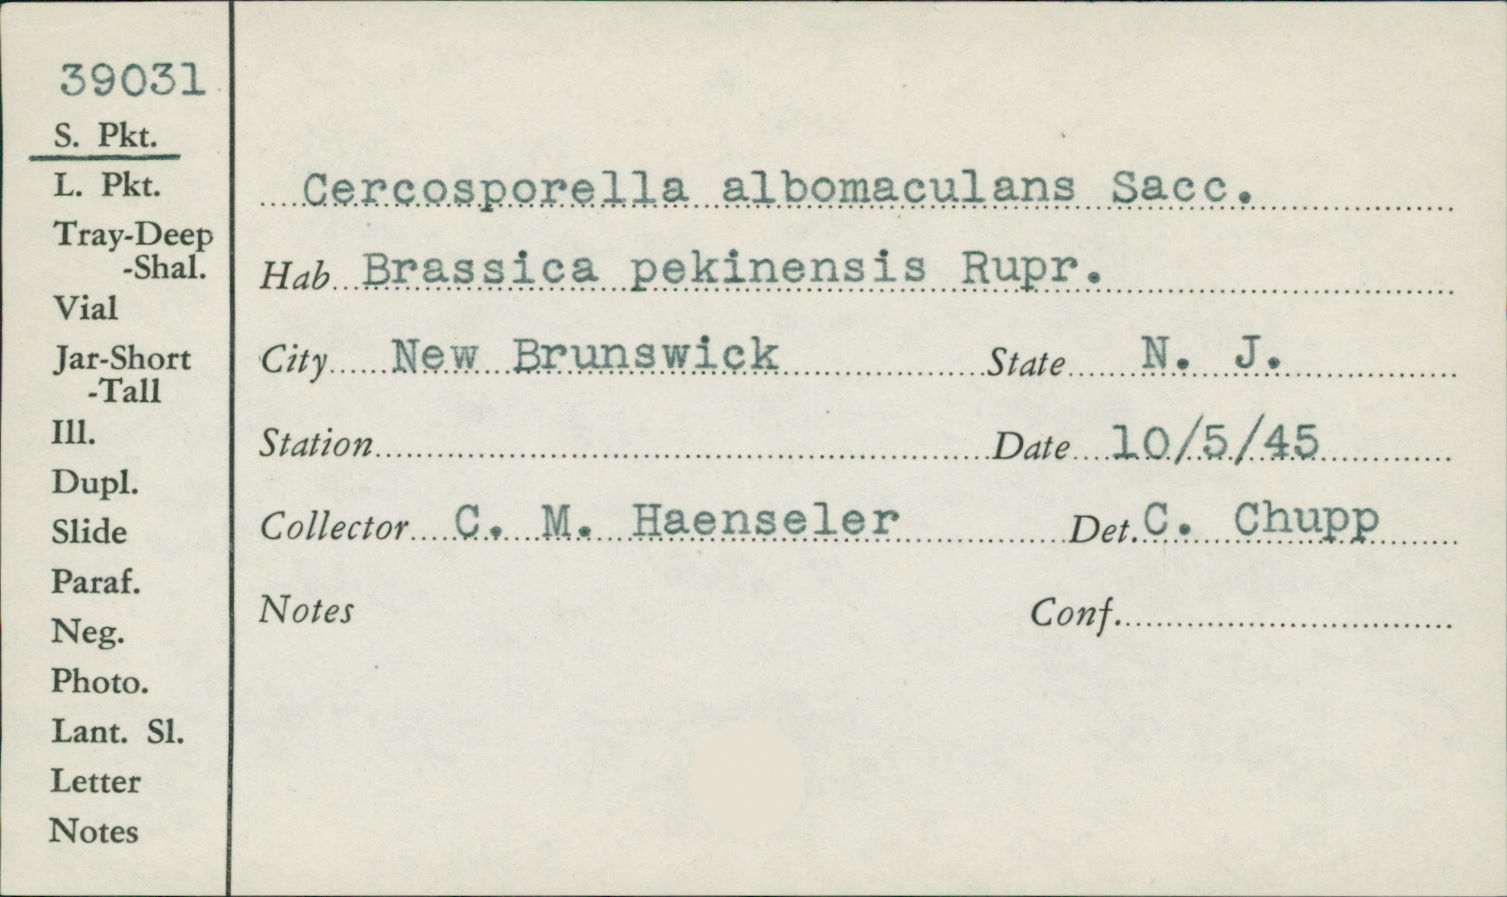 39031
S. Pkt.
L. Pkt.
Tray-Deep
-Shal.
Vial
Jar-Short
-Tall
Ill.
Dupl.
Slide
Paraf.
Neg.
Photo.
Lant. Sl.
Letter
Notes
Cercosporella albomaculans Sacc.
Hab Brassica pekinensis Rupr.
City New Brunswick State N. J.
Station Date 10/5/45
Collector C. M. Haenseler Det. C. Chupp
Notes Conf.